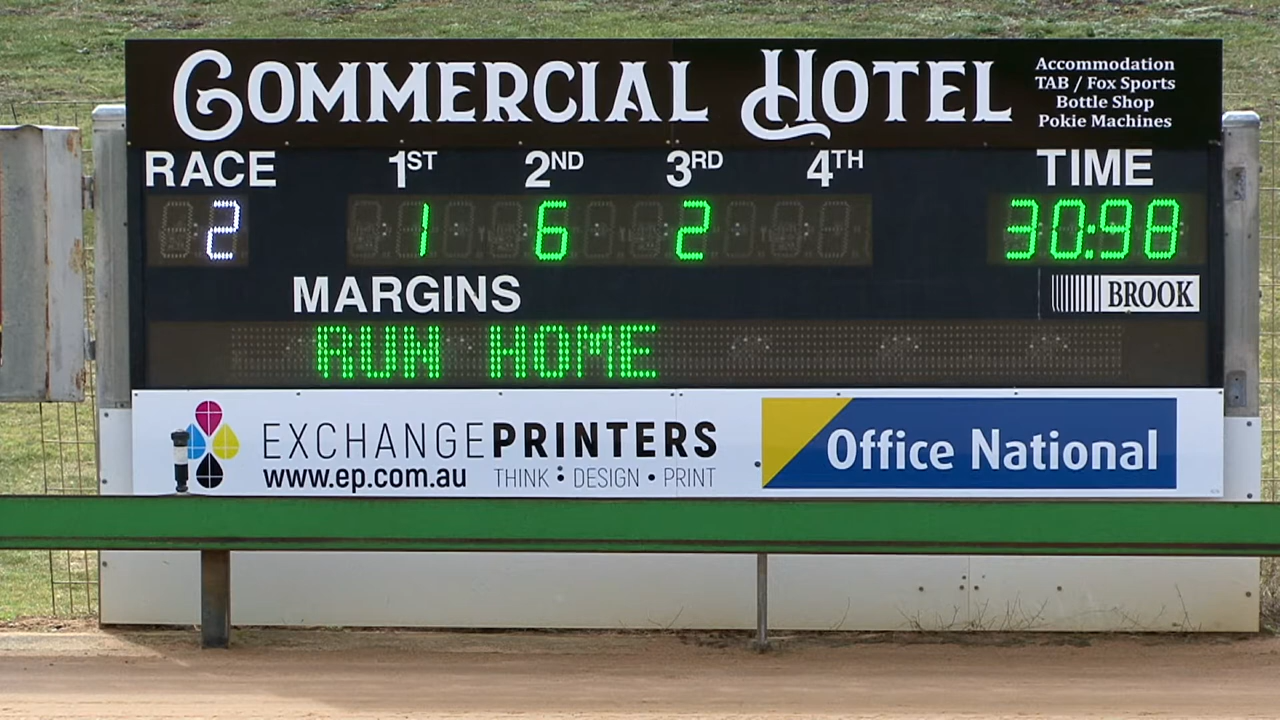 COMMERCIAL HOTEL
Accommodation
TAB / Fox Sports
Bottle Shop
Pokie Machines
RACE 1ST 2ND 3RD 4TH TIME
2 1 6 2 30:98
MARGINS
BROOK
RUN HOME
EXCHANGEPRINTERS
www.ep.com.au THINK • DESIGN • PRINT
Office National